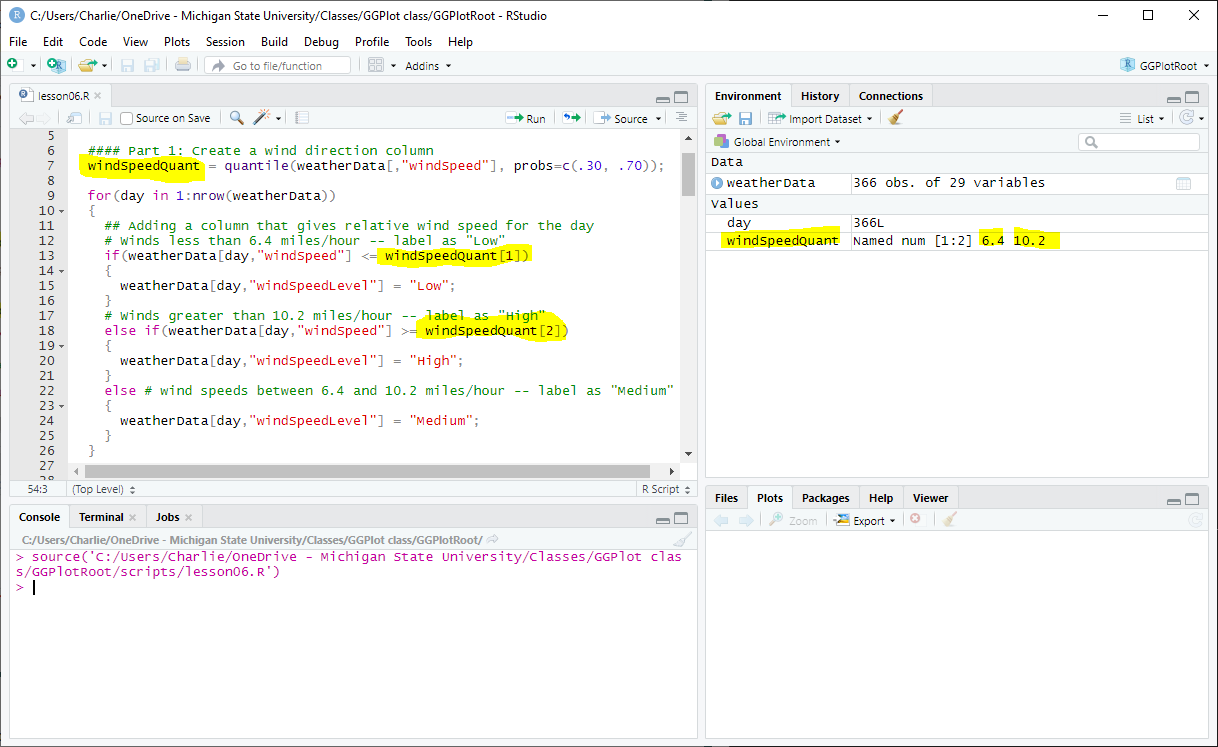 C:/Users/Charlie/OneDrive - Michigan State University/Classes/GGPlot class/GGPlotRoot - RStudio
File Edit Code View Plots Session Build Debug Profile Tools Help
Go to file/function Addins GGPlotRoot
lesson06.R
Source on Save Run Source
5
6 #### Part 1: Create a wind direction column
7 windSpeedQuant = quantile(weatherData[,"windSpeed"], probs=c(.30, .70));
8
9 for(day in 1:nrow(weatherData))
10 {
11 ## Adding a column that gives relative wind speed for the day
12 # Winds less than 6.4 miles/hour -- label as "Low"
13 if(weatherData[day,"windSpeed"] <= windSpeedQuant[1])
14 {
15 weatherData[day,"windSpeedLevel"] = "Low";
16 }
17 # Winds greater than 10.2 miles/hour -- label as "High"
18 else if(weatherData[day,"windSpeed"] >= windSpeedQuant[2])
19 {
20 weatherData[day,"windSpeedLevel"] = "High";
21 }
22 else # wind speeds between 6.4 and 10.2 miles/hour -- label as "Medium"
23 {
24 weatherData[day,"windSpeedLevel"] = "Medium";
25 }
26 }
27
28
54:3 (Top Level) R Script
Console Terminal Jobs
C:/Users/Charlie/OneDrive - Michigan State University/Classes/GGPlot class/GGPlotRoot/
> source('C:/Users/Charlie/OneDrive - Michigan State University/Classes/GGPlot clas
s/GGPlotRoot/scripts/lesson06.R')
>
Environment History Connections
Import Dataset List
Global Environment
Data
weatherData 366 obs. of 29 variables
Values
day 366L
windSpeedQuant Named num [1:2] 6.4 10.2
Files Plots Packages Help Viewer
Zoom Export